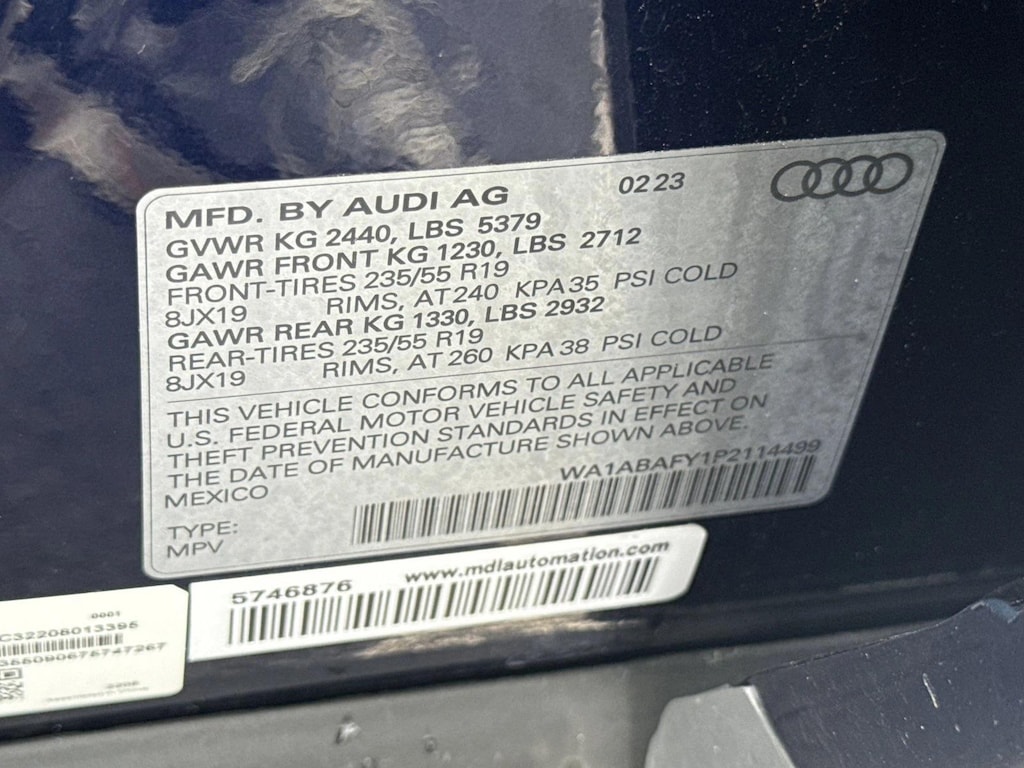 MFD. BY AUDI AG 02 23
GVWR KG 2440, LBS 5379
GAWR FRONT KG 1230, LBS 2712
FRONT-TIRES 235/55 R19
8JX19 RIMS, AT 240 KPA 35 PSI COLD
GAWR REAR KG 1330, LBS 2932
REAR-TIRES 235/55 R19
8JX19 RIMS, AT 260 KPA 38 PSI COLD
THIS VEHICLE CONFORMS TO ALL APPLICABLE
U.S. FEDERAL MOTOR VEHICLE SAFETY AND
THEFT PREVENTION STANDARDS IN EFFECT ON
THE DATE OF MANUFACTURE SHOWN ABOVE.
MEXICO WA1ABAFY1P2114499
TYPE:
MPV
5746876 www.mdlautomation.com
0001
C32208013395